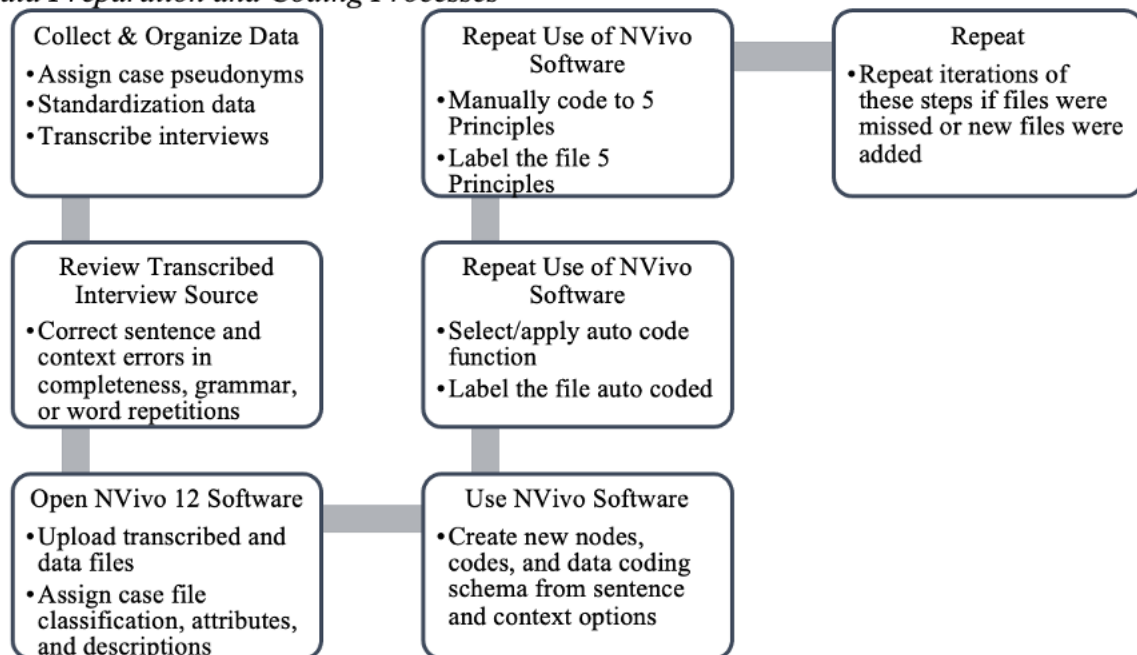 Data Preparation and Coding Processes
Collect & Organize Data
•Assign case pseudonyms
•Standardization data
•Transcribe interviews
Review Transcribed
Interview Source
•Correct sentence and
context errors in
completeness, grammar,
or word repetitions
Open NVivo 12 Software
•Upload transcribed and
data files
•Assign case file
classification, attributes,
and descriptions
Use NVivo Software
•Create new nodes,
codes, and data coding
schema from sentence
and context options
Repeat Use of NVivo
Software
•Select/apply auto code
function
•Label the file auto coded
Repeat Use of NVivo
Software
•Manually code to 5
Principles
•Label the file 5
Principles
Repeat
•Repeat iterations of
these steps if files were
missed or new files were
added